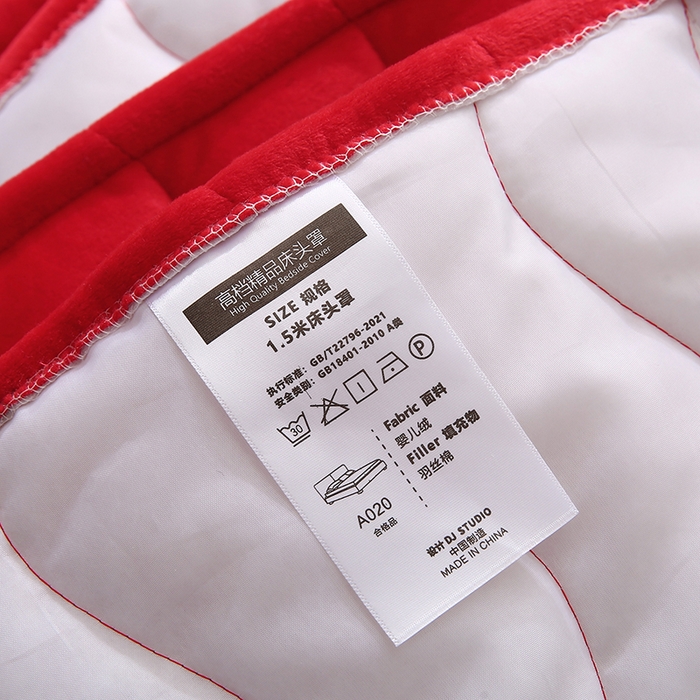 高档精品床头罩
High Quality Bedside Cover
SIZE 规格
1.5米床头罩
执行标准：GB/T22796-2021
安全类别：GB18401-2010 A类
30
P
Fabric 面料
婴儿绒
Filler 填充物
羽丝棉
A020
合格品
设计 DJ STUDIO
中国制造
MADE IN CHINA